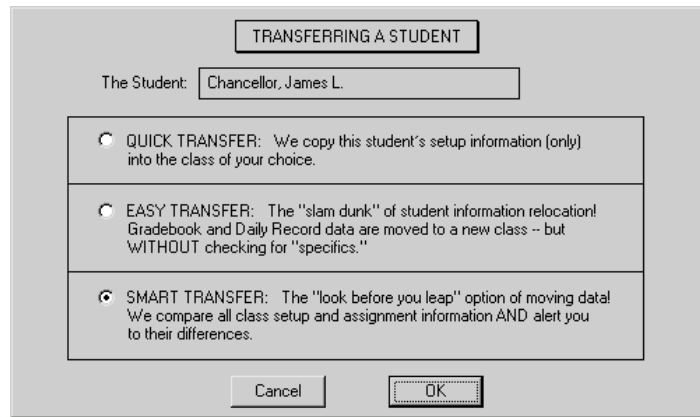 TRANSFERRING A STUDENT
The Student: Chancellor, James L.
QUICK TRANSFER: We copy this student's setup information (only)
into the class of your choice.
EASY TRANSFER: The "slam dunk" of student information relocation!
Gradebook and Daily Record data are moved to a new class -- but
WITHOUT checking for "specifics."
SMART TRANSFER: The "look before you leap" option of moving data!
We compare all class setup and assignment information AND alert you
to their differences.
Cancel OK